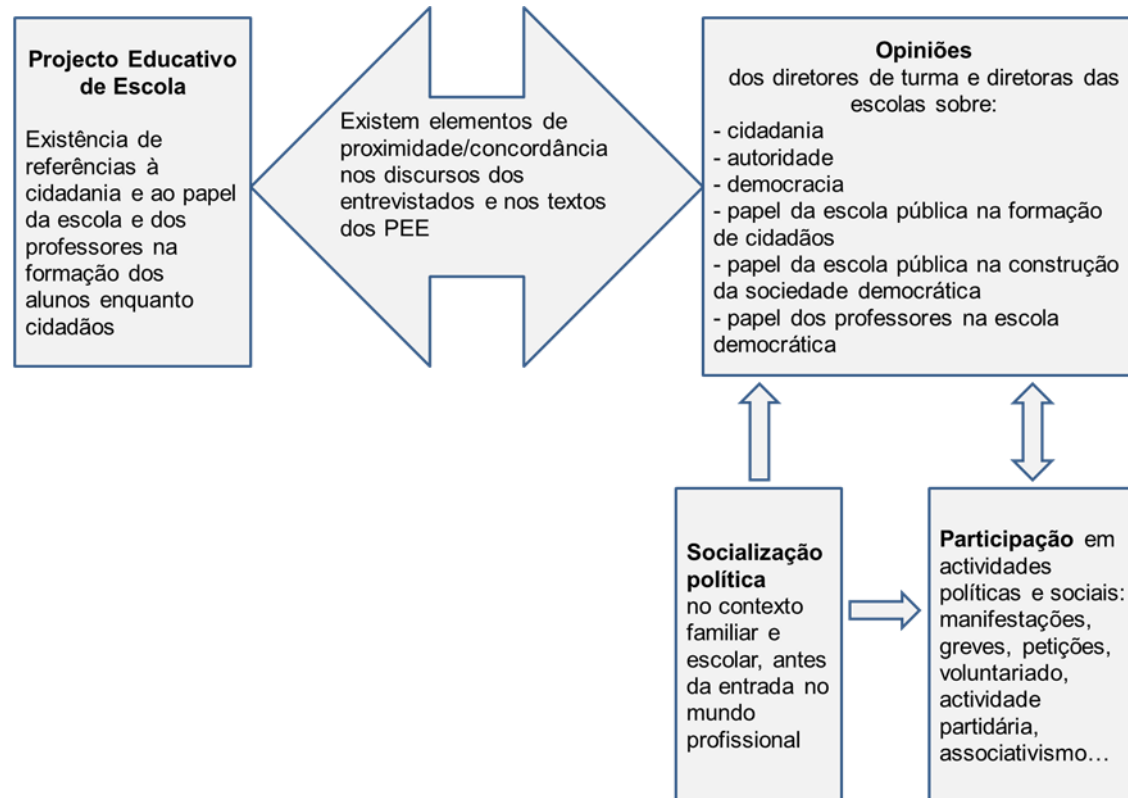 Projecto Educativo
de Escola
Existência de
referências à
cidadania e ao papel
da escola e dos
professores na
formação dos
alunos enquanto
cidadãos
Existem elementos de
proximidade/concordância
nos discursos dos
entrevistados e nos textos
dos PEE
Opiniões
dos diretores de turma e diretoras das
escolas sobre:
- cidadania
- autoridade
- democracia
- papel da escola pública na formação
de cidadãos
- papel da escola pública na construção
da sociedade democrática
- papel dos professores na escola
democrática
Socialização
política
no contexto
familiar e
escolar, antes
da entrada no
mundo
profissional
Participação em
actividades
políticas e sociais:
manifestações,
greves, petições,
voluntariado,
actividade
partidária,
associativismo…